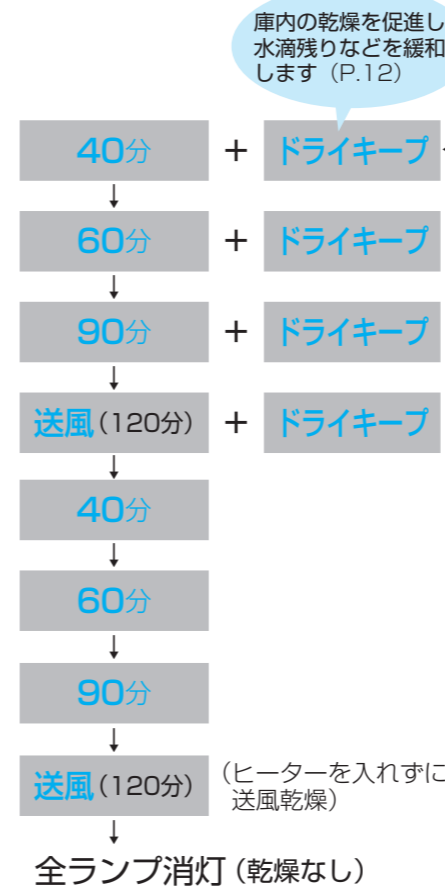 庫内の乾燥を促進し
水滴残りなどを緩和
します（P.12）
40分 + ドライキープ
↓
60分 + ドライキープ
↓
90分 + ドライキープ
↓
送風（120分） + ドライキープ
↓
40分
↓
60分
↓
90分
↓
送風（120分） （ヒーターを入れずに
送風乾燥）
↓
全ランプ消灯（乾燥なし）